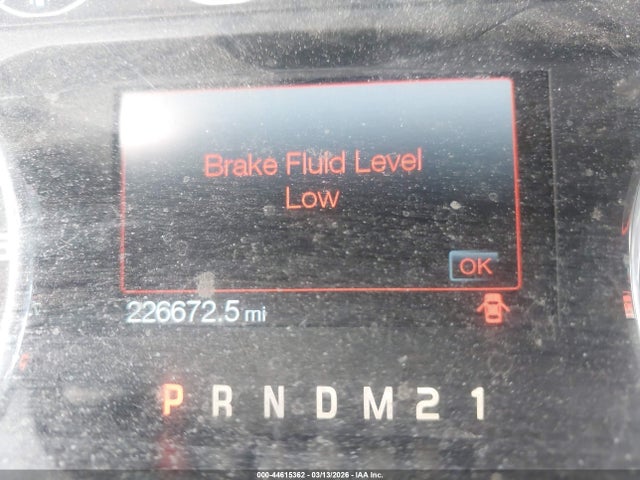 Brake Fluid Level
Low
OK
226672.5 mi
P R N D M 2 1
000-44615362 - 03/13/2026 - IAA Inc.